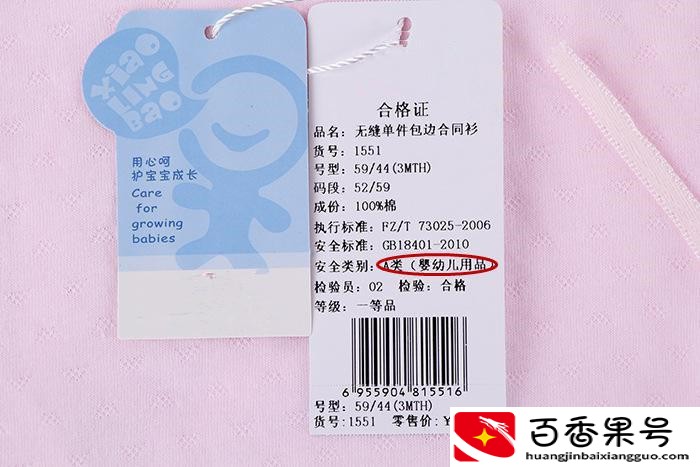 XiAO
LiNG
BAO
用心呵
护宝宝成长
Care
for
growing
babies
合格证
品名：无缝单件包边合同衫
货号：1551
号型：59/44(3MTH)
码段：52/59
成份：100%棉
执行标准：FZ/T 73025-2006
安全标准：GB18401-2010
安全类别：A类（婴幼儿用品）
检验员：02 检验：合格
等级：一等品
6 955904 815516
号型：59/44(3MTH)
货号：1551 零售价：Y
百香果号
huangjinbaixiangguo.com